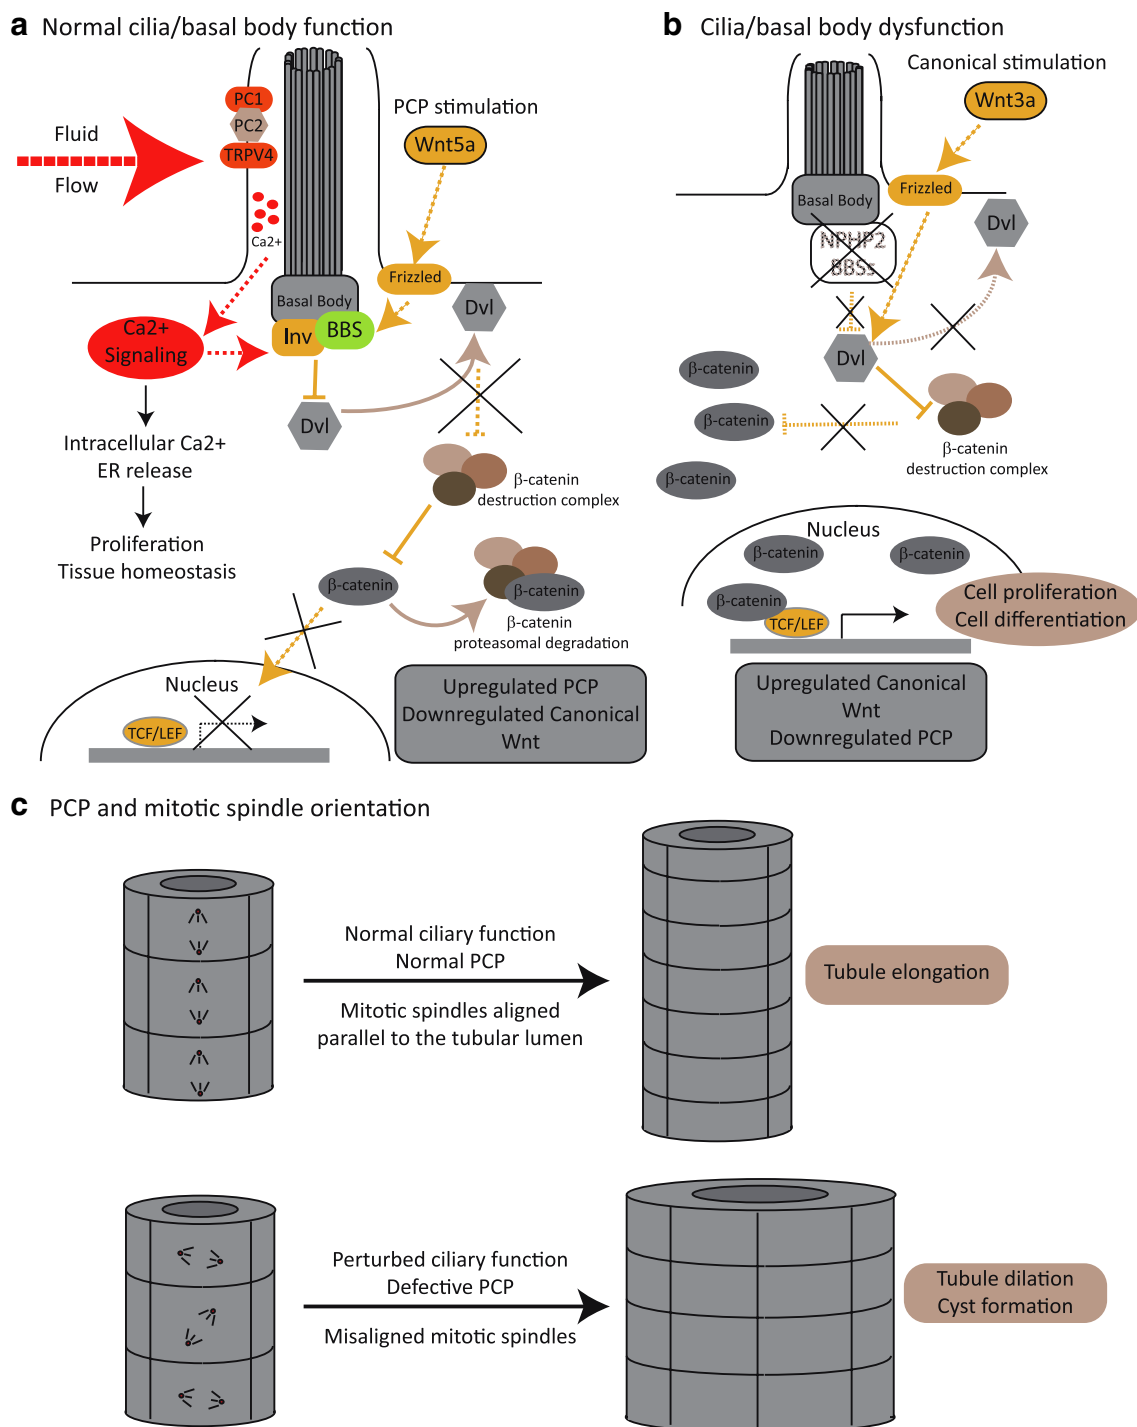 a Normal cilia/basal body function
PC1
PC2
TRPV4
Fluid
Flow
Ca2+
PCP stimulation
Wnt5a
Frizzled
Basal Body
Inv
BBS
Dvl
Dvl
Ca2+
Signaling
Intracellular Ca2+
ER release
Proliferation
Tissue homeostasis
β-catenin
destruction complex
β-catenin
β-catenin
β-catenin
proteasomal degradation
Nucleus
TCF/LEF
Upregulated PCP
Downregulated Canonical
Wnt
b Cilia/basal body dysfunction
Canonical stimulation
Wnt3a
Frizzled
Basal Body
NPHP2
BBSs
Dvl
Dvl
β-catenin
β-catenin
β-catenin
β-catenin
destruction complex
Nucleus
β-catenin
β-catenin
β-catenin
TCF/LEF
Cell proliferation
Cell differentiation
Upregulated Canonical
Wnt
Downregulated PCP
c PCP and mitotic spindle orientation
Normal ciliary function
Normal PCP
Mitotic spindles aligned
parallel to the tubular lumen
Tubule elongation
Perturbed ciliary function
Defective PCP
Misaligned mitotic spindles
Tubule dilation
Cyst formation